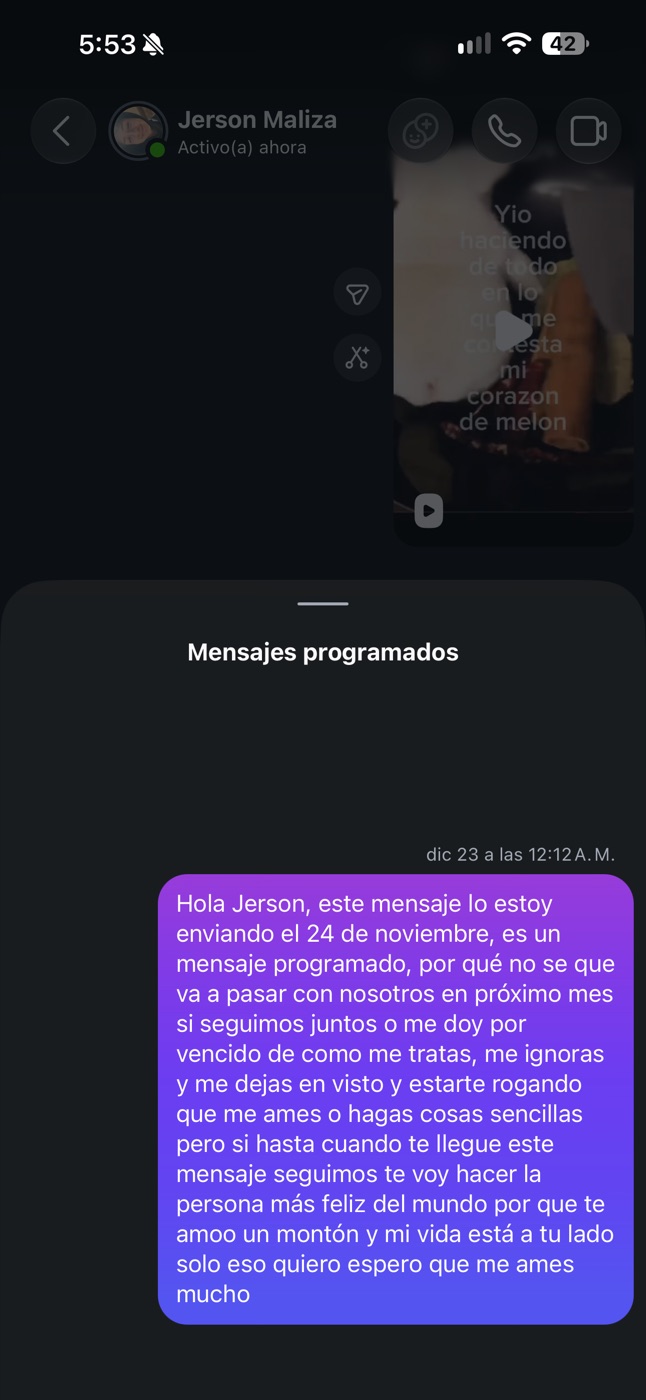 5:53
42
Jerson Maliza
Activo(a) ahora
Yio
haciendo
de todo
en lo
que me
contesta
mi
corazon
de melon
Mensajes programados
dic 23 a las 12:12 A.M.
Hola Jerson, este mensaje lo estoy
enviando el 24 de noviembre, es un
mensaje programado, por qué no se que
va a pasar con nosotros en próximo mes
si seguimos juntos o me doy por
vencido de como me tratas, me ignoras
y me dejas en visto y estarte rogando
que me ames o hagas cosas sencillas
pero si hasta cuando te llegue este
mensaje seguimos te voy hacer la
persona más feliz del mundo por que te
amoo un montón y mi vida está a tu lado
solo eso quiero espero que me ames
mucho